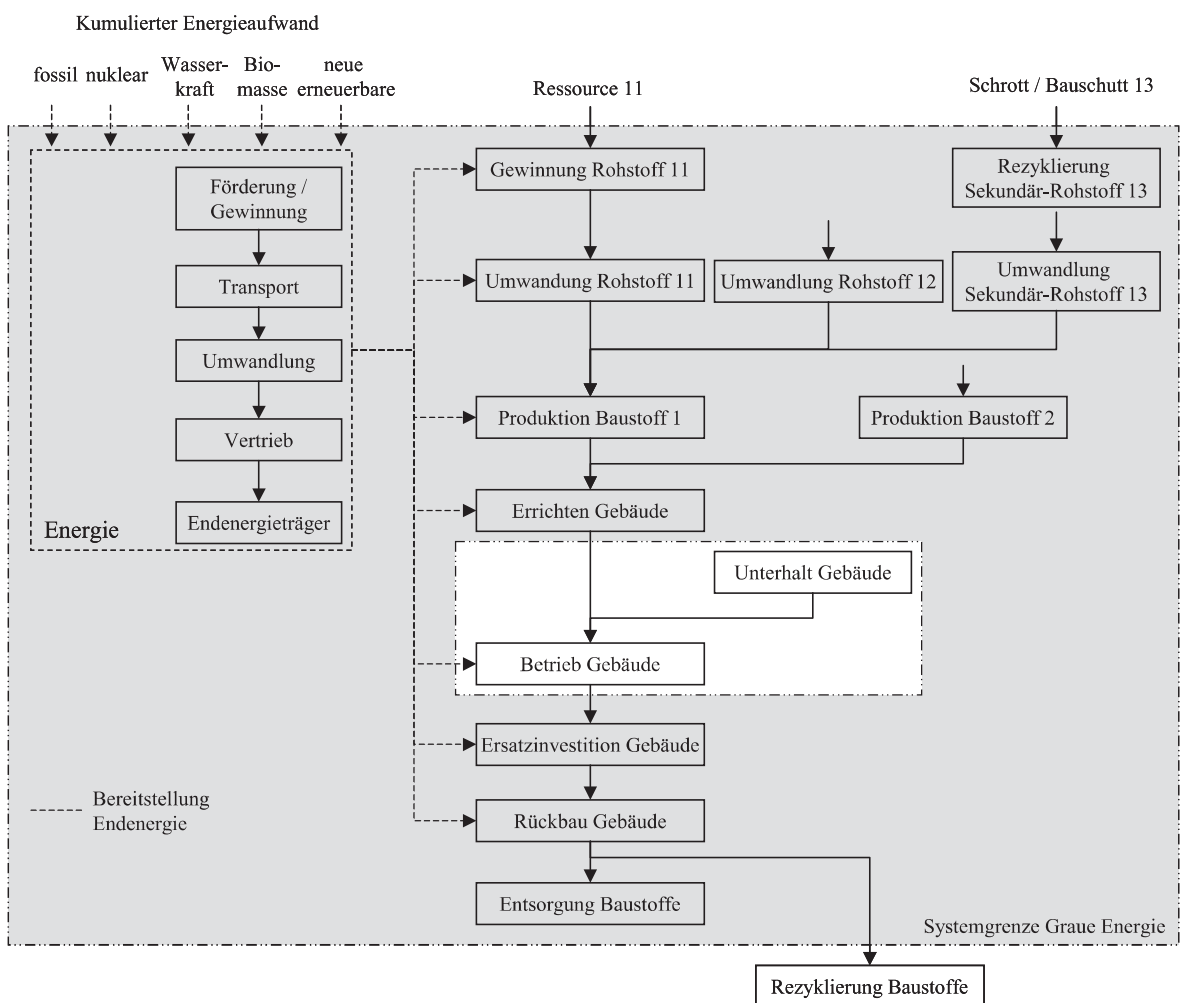 Kumulierter Energieaufwand
fossil nuklear Wasser- Bio- neue
kraft masse erneuerbare
Ressource 11
Schrott / Bauschutt 13
Förderung /
Gewinnung
Transport
Umwandlung
Vertrieb
Endenergieträger
Energie
Gewinnung Rohstoff 11
Rezyklierung
Sekundär-Rohstoff 13
Umwandung Rohstoff 11
Umwandlung Rohstoff 12
Umwandlung
Sekundär-Rohstoff 13
Produktion Baustoff 1
Produktion Baustoff 2
Errichten Gebäude
Unterhalt Gebäude
Betrieb Gebäude
Ersatzinvestition Gebäude
Bereitstellung
Endenergie
Rückbau Gebäude
Entsorgung Baustoffe
Systemgrenze Graue Energie
Rezyklierung Baustoffe